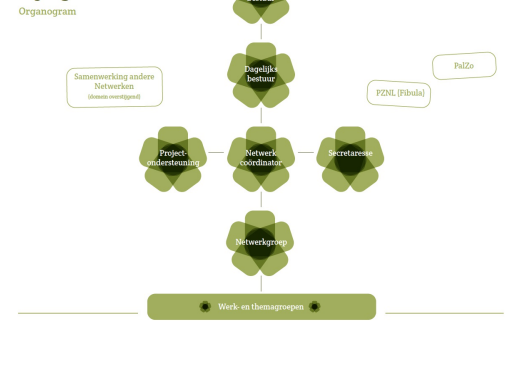 Organogram
Dagelijks
bestuur
Samenwerking andere
Netwerken
(domein overstijgend)
PalZo
PZNL (Fibula)
Project-
ondersteuning
Netwerk
coördinator
Secretaresse
Netwerkgroep
Werk- en themagroepen